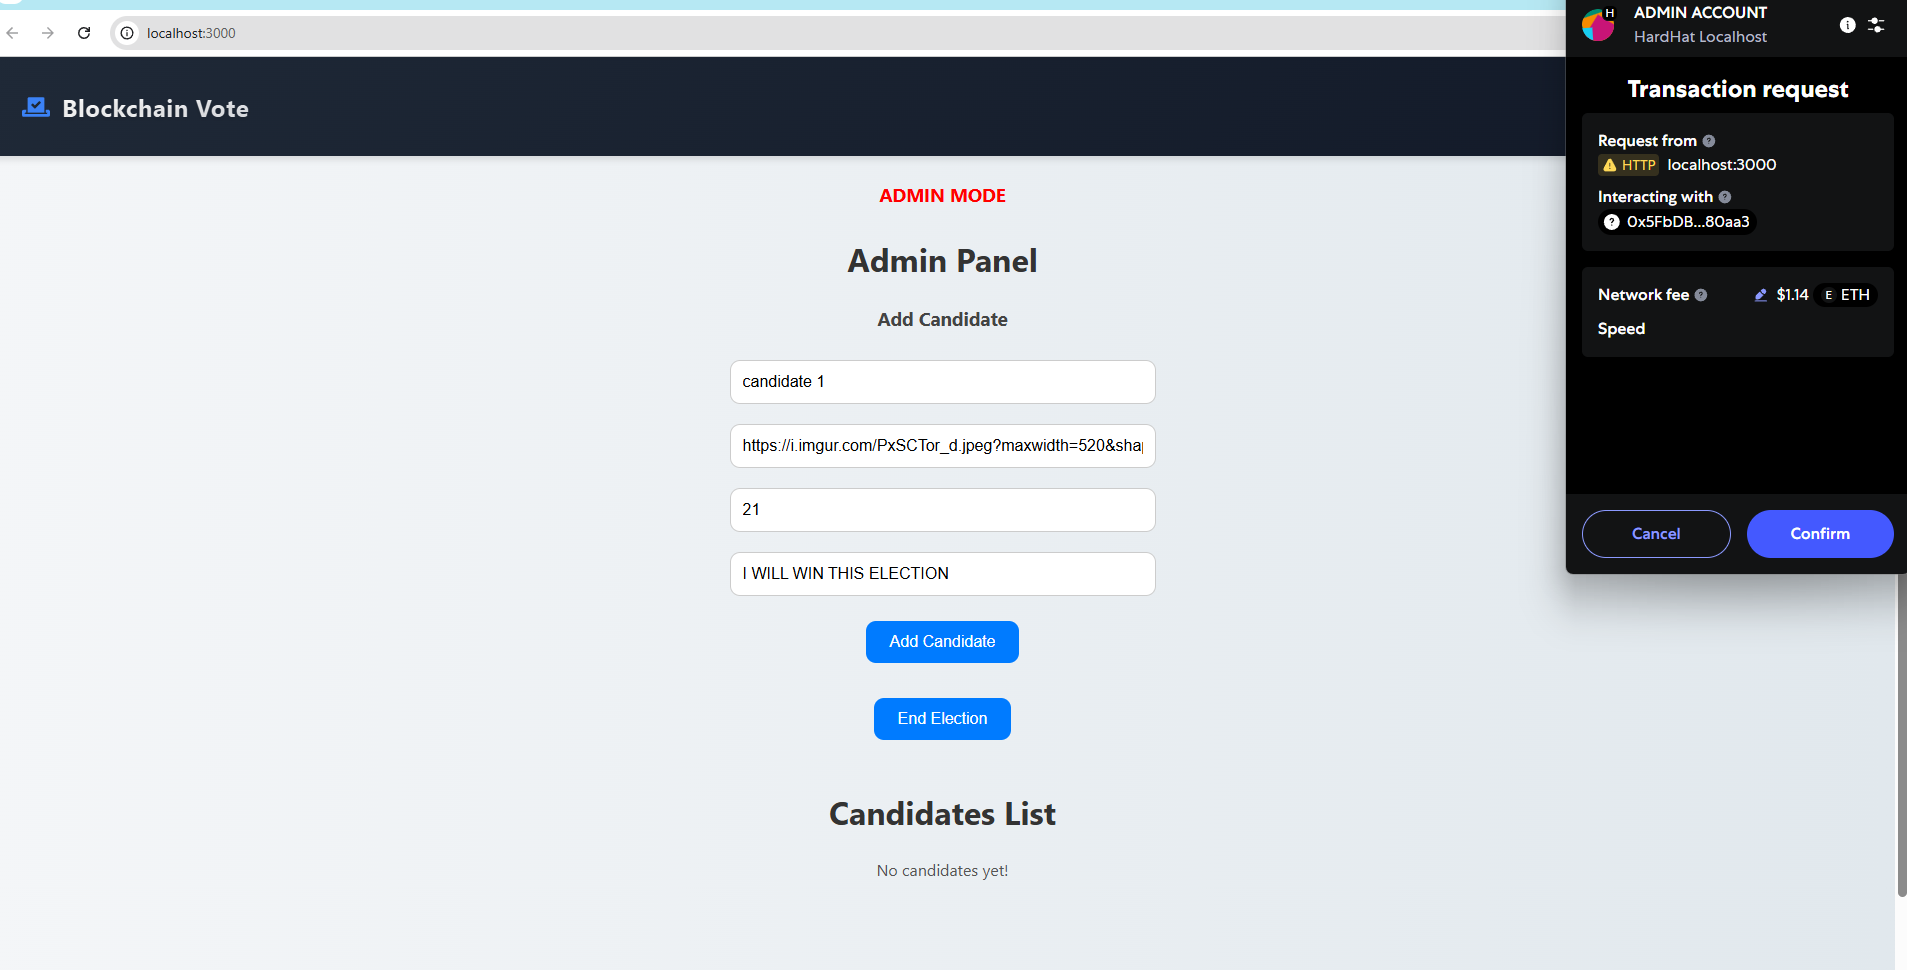 localhost:3000
Blockchain Vote
ADMIN MODE
Admin Panel
Add Candidate
candidate 1
https://i.imgur.com/PxSCTor_d.jpeg?maxwidth=520&sha
21
I WILL WIN THIS ELECTION
Add Candidate
End Election
Candidates List
No candidates yet!
H ADMIN ACCOUNT
HardHat Localhost
Transaction request
Request from
HTTP localhost:3000
Interacting with
0x5FbDB...80aa3
Network fee $1.14 E ETH
Speed
Cancel Confirm